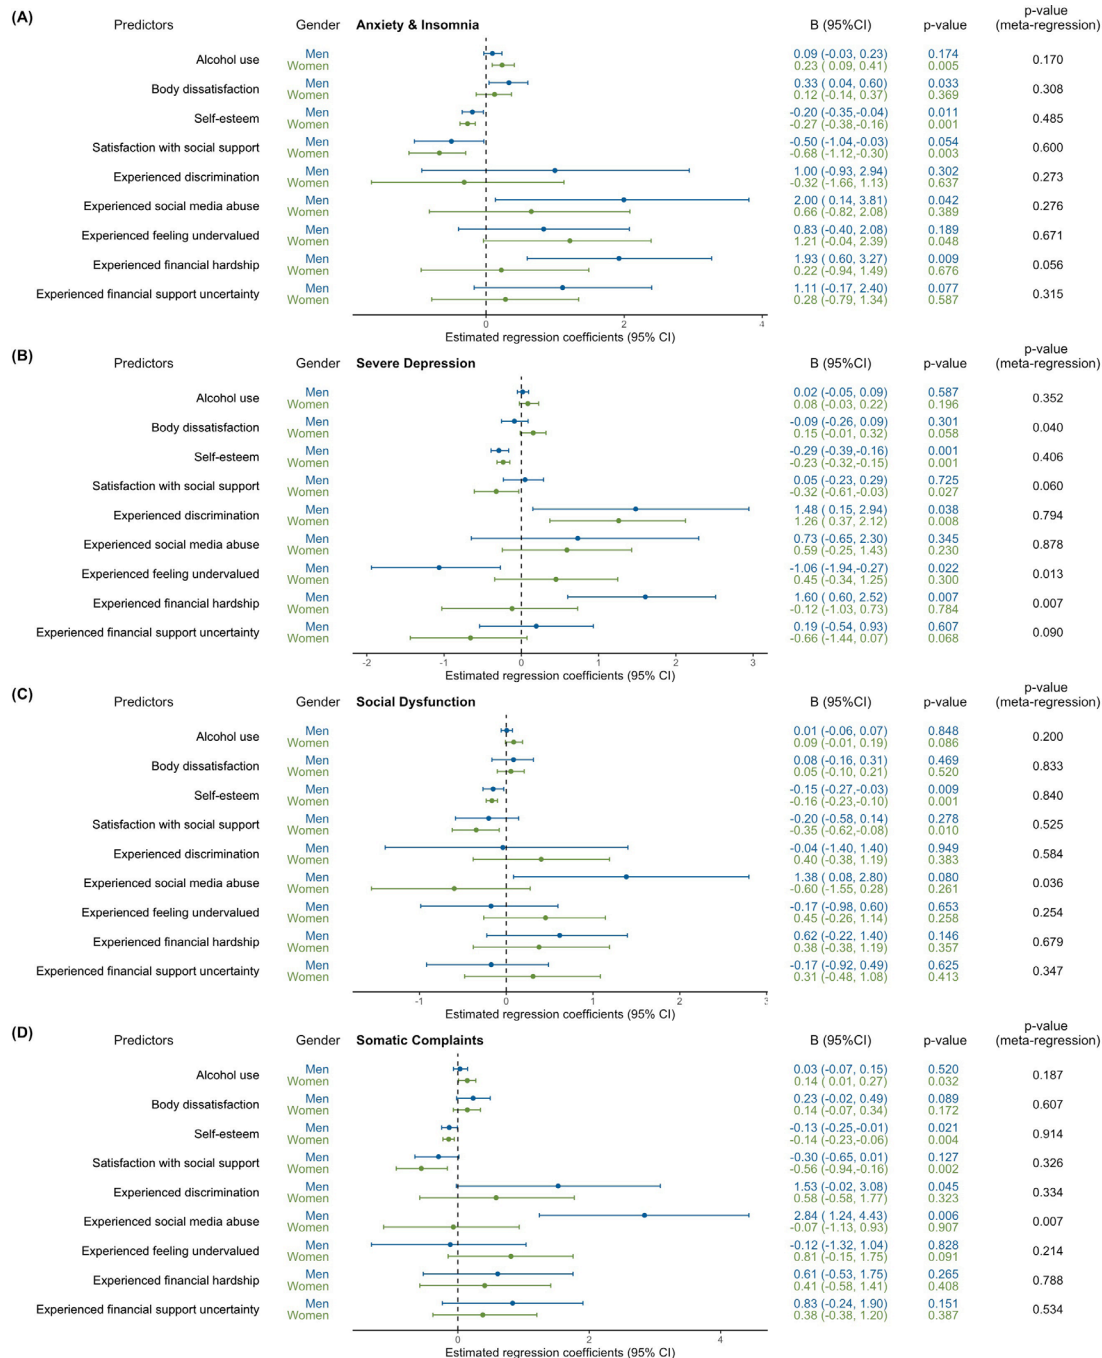 (A)
Predictors Gender Anxiety & Insomnia B (95%CI) p-value p-value (meta-regression)
Alcohol use Men 0.09 (-0.03, 0.23) 0.174 0.170
Women 0.23 ( 0.09, 0.41) 0.005
Body dissatisfaction Men 0.33 ( 0.04, 0.60) 0.033 0.308
Women 0.12 (-0.14, 0.37) 0.369
Self-esteem Men -0.20 (-0.35,-0.04) 0.011 0.485
Women -0.27 (-0.38,-0.16) 0.001
Satisfaction with social support Men -0.50 (-1.04,-0.03) 0.054 0.600
Women -0.68 (-1.12,-0.30) 0.003
Experienced discrimination Men 1.00 (-0.93, 2.94) 0.302 0.273
Women -0.32 (-1.66, 1.13) 0.637
Experienced social media abuse Men 2.00 ( 0.14, 3.81) 0.042 0.276
Women 0.66 (-0.82, 2.08) 0.389
Experienced feeling undervalued Men 0.83 (-0.40, 2.08) 0.189 0.671
Women 1.21 (-0.04, 2.39) 0.048
Experienced financial hardship Men 1.93 ( 0.60, 3.27) 0.009 0.056
Women 0.22 (-0.94, 1.49) 0.676
Experienced financial support uncertainty Men 1.11 (-0.17, 2.40) 0.077 0.315
Women 0.28 (-0.79, 1.34) 0.587
0 2 4
Estimated regression coefficients (95% CI)
(B)
Predictors Gender Severe Depression B (95%CI) p-value p-value (meta-regression)
Alcohol use Men 0.02 (-0.05, 0.09) 0.587 0.352
Women 0.08 (-0.03, 0.22) 0.196
Body dissatisfaction Men -0.09 (-0.26, 0.09) 0.301 0.040
Women 0.15 (-0.01, 0.32) 0.058
Self-esteem Men -0.29 (-0.39,-0.16) 0.001 0.406
Women -0.23 (-0.32,-0.15) 0.001
Satisfaction with social support Men 0.05 (-0.23, 0.29) 0.725 0.060
Women -0.32 (-0.61,-0.03) 0.027
Experienced discrimination Men 1.48 ( 0.15, 2.94) 0.038 0.794
Women 1.26 ( 0.37, 2.12) 0.008
Experienced social media abuse Men 0.73 (-0.65, 2.30) 0.345 0.878
Women 0.59 (-0.25, 1.43) 0.230
Experienced feeling undervalued Men -1.06 (-1.94,-0.27) 0.022 0.013
Women 0.45 (-0.34, 1.25) 0.300
Experienced financial hardship Men 1.60 ( 0.60, 2.52) 0.007 0.007
Women -0.12 (-1.03, 0.73) 0.784
Experienced financial support uncertainty Men 0.19 (-0.54, 0.93) 0.607 0.090
Women -0.66 (-1.44, 0.07) 0.068
-2 -1 0 1 2 3
Estimated regression coefficients (95% CI)
(C)
Predictors Gender Social Dysfunction B (95%CI) p-value p-value (meta-regression)
Alcohol use Men 0.01 (-0.06, 0.07) 0.848 0.200
Women 0.09 (-0.01, 0.19) 0.086
Body dissatisfaction Men 0.08 (-0.16, 0.31) 0.469 0.833
Women 0.05 (-0.10, 0.21) 0.520
Self-esteem Men -0.15 (-0.27,-0.03) 0.009 0.840
Women -0.16 (-0.23,-0.10) 0.001
Satisfaction with social support Men -0.20 (-0.58, 0.14) 0.278 0.525
Women -0.35 (-0.62,-0.08) 0.010
Experienced discrimination Men -0.04 (-1.40, 1.40) 0.949 0.584
Women 0.40 (-0.38, 1.19) 0.383
Experienced social media abuse Men 1.38 ( 0.08, 2.80) 0.080 0.036
Women -0.60 (-1.55, 0.28) 0.261
Experienced feeling undervalued Men -0.17 (-0.98, 0.60) 0.653 0.254
Women 0.45 (-0.26, 1.14) 0.258
Experienced financial hardship Men 0.62 (-0.22, 1.40) 0.146 0.679
Women 0.38 (-0.38, 1.19) 0.357
Experienced financial support uncertainty Men -0.17 (-0.92, 0.49) 0.625 0.347
Women 0.31 (-0.48, 1.08) 0.413
-1 0 1 2 3
Estimated regression coefficients (95% CI)
(D)
Predictors Gender Somatic Complaints B (95%CI) p-value p-value (meta-regression)
Alcohol use Men 0.03 (-0.07, 0.15) 0.520 0.187
Women 0.14 ( 0.01, 0.27) 0.032
Body dissatisfaction Men 0.23 (-0.02, 0.49) 0.089 0.607
Women 0.14 (-0.07, 0.34) 0.172
Self-esteem Men -0.13 (-0.25,-0.01) 0.021 0.914
Women -0.14 (-0.23,-0.06) 0.004
Satisfaction with social support Men -0.30 (-0.65, 0.01) 0.127 0.326
Women -0.56 (-0.94,-0.16) 0.002
Experienced discrimination Men 1.53 (-0.02, 3.08) 0.045 0.334
Women 0.58 (-0.58, 1.77) 0.323
Experienced social media abuse Men 2.84 ( 1.24, 4.43) 0.006 0.007
Women -0.07 (-1.13, 0.93) 0.907
Experienced feeling undervalued Men -0.12 (-1.32, 1.04) 0.828 0.214
Women 0.81 (-0.15, 1.75) 0.091
Experienced financial hardship Men 0.61 (-0.53, 1.75) 0.265 0.788
Women 0.41 (-0.58, 1.41) 0.408
Experienced financial support uncertainty Men 0.83 (-0.24, 1.90) 0.151 0.534
Women 0.38 (-0.38, 1.20) 0.387
0 2 4
Estimated regression coefficients (95% CI)